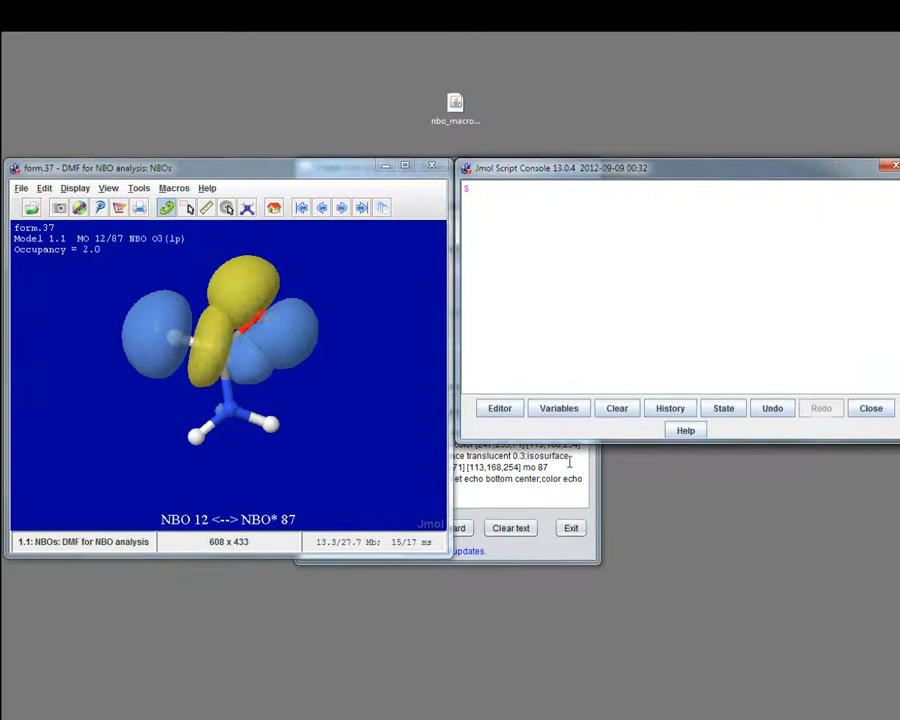 nbo_macro...
form.37 - DMF for NBO analysis: NBOs
File Edit Display View Tools Macros Help
form.37
Model 1.1 MO 12/87 NBO O3(lp)
Occupancy = 2.0
NBO 12 <--> NBO* 87
Jmol
1.1: NBOs: DMF for NBO analysis
608 x 433
13.3/27.7 Mb; 15/17 ms
Jmol Script Console 13.0.4 2012-09-09 00:32
$
Editor Variables Clear History State Undo Redo Close
Help
ce translucent 0.3;isosurface
71] [113,168,254] mo 87
et echo bottom center;color echo
ard Clear text Exit
updates.